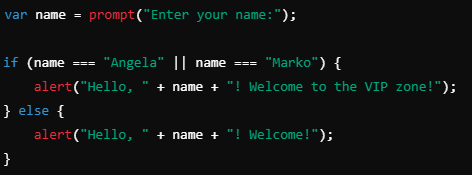 var name = prompt("Enter your name:");
if (name === "Angela" || name === "Marko") {
alert("Hello, " + name + "! Welcome to the VIP zone!");
} else {
alert("Hello, " + name + "! Welcome!");
}